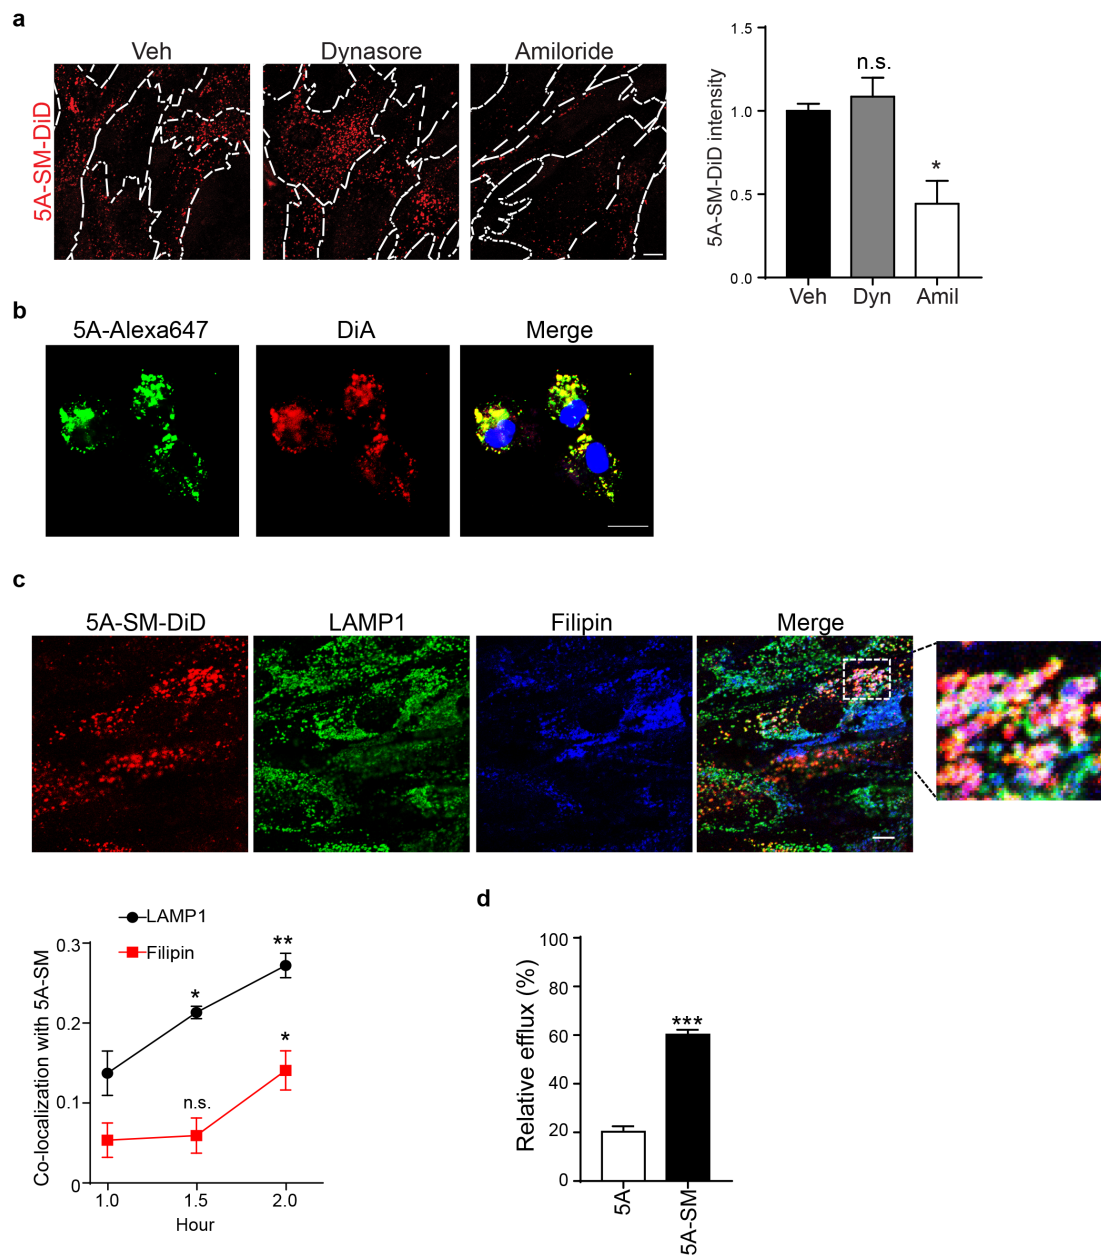 a
Veh
Dynasore
Amiloride
5A-SM-DiD
5A-SM-DiD intensity
1.5
1.0
0.5
0.0
n.s.
*
Veh
Dyn
Amil
b
5A-Alexa647
DiA
Merge
c
5A-SM-DiD
LAMP1
Filipin
Merge
LAMP1
Filipin
Co-localization with 5A-SM
0.3
0.2
0.1
0
*
**
n.s.
*
1.0
1.5
2.0
Hour
d
Relative efflux (%)
100
80
60
40
20
0
***
5A
5A-SM